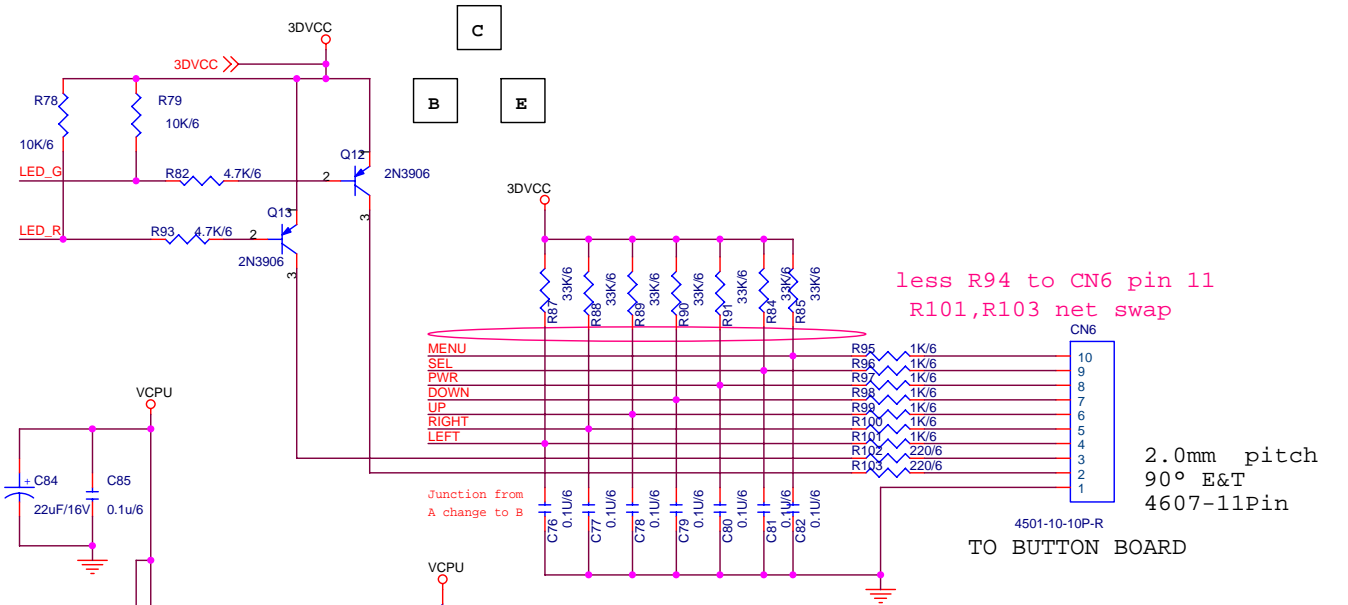 3DVCC
C
3DVCC
B
E
R78
R79
10K/6
10K/6
Q12
1
LED_G
R82
4.7K/6
2
2N3906
3DVCC
Q13
1
3
LED_R
R93
4.7K/6
2
2N3906
3
R87
33K/6
R88
33K/6
R89
33K/6
R90
33K/6
R91
33K/6
R84
33K/6
R85
33K/6
less R94 to CN6 pin 11
R101,R103 net swap
CN6
MENU
R95
1K/6
10
SEL
R96
1K/6
9
PWR
R97
1K/6
8
DOWN
R98
1K/6
7
UP
R99
1K/6
6
RIGHT
R100
1K/6
5
LEFT
R101
1K/6
4
R102
220/6
3
R103
220/6
2
1
VCPU
+
C84
C85
22uF/16V
0.1u/6
Junction from
A change to B
C76
0.1U/6
C77
0.1U/6
C78
0.1U/6
C79
0.1U/6
C80
0.1U/6
C81
0.1U/6
C82
0.1U/6
2.0mm pitch
90° E&T
4607-11Pin
4501-10-10P-R
TO BUTTON BOARD
VCPU